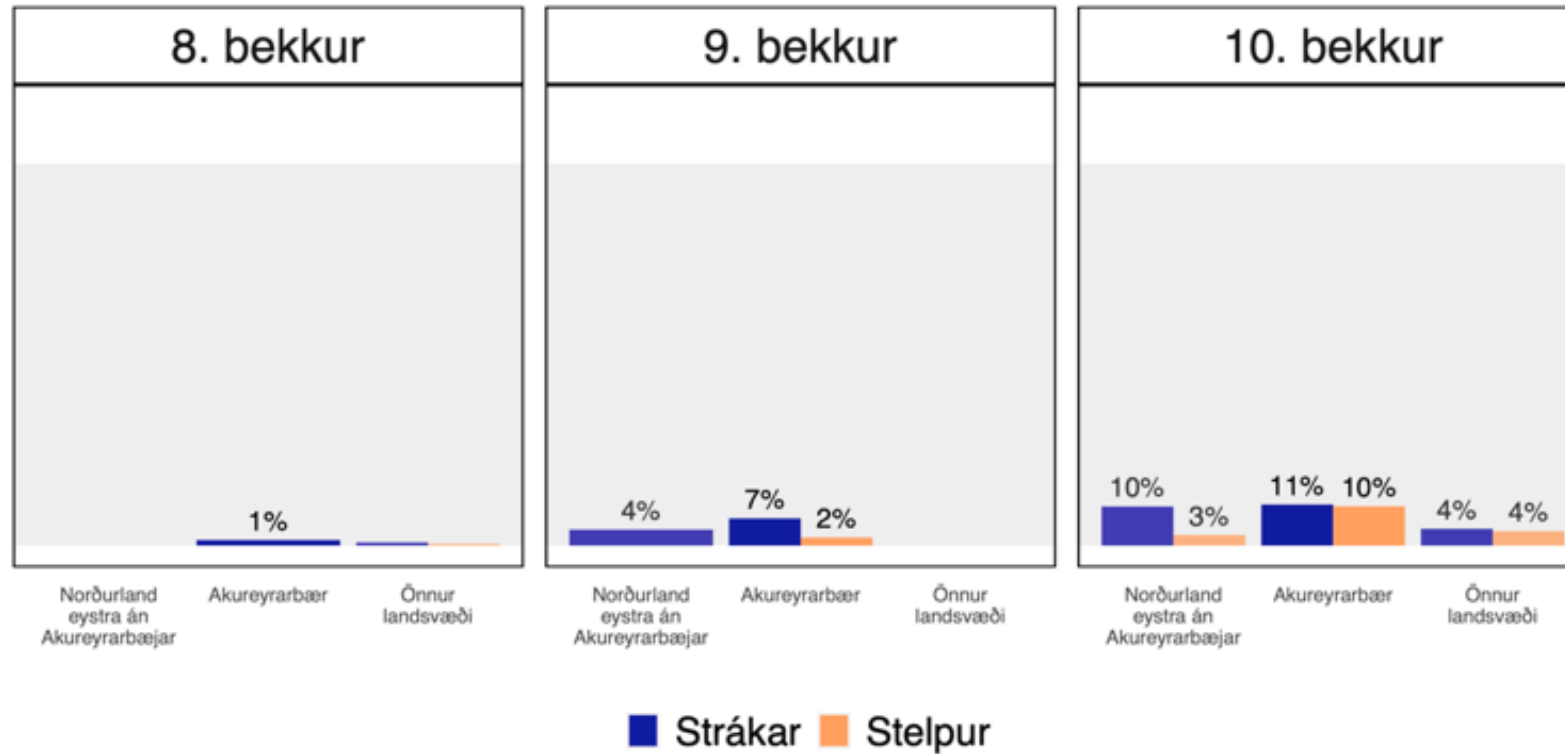 8. bekkur
9. bekkur
10. bekkur
1%
4%
7%
2%
10%
3%
11%
10%
4%
4%
Norðurland
eystra án
Akureyrarbæjar
Akureyrarbær
Önnur
landsvæði
Norðurland
eystra án
Akureyrarbæjar
Akureyrarbær
Önnur
landsvæði
Norðurland
eystra án
Akureyrarbæjar
Akureyrarbær
Önnur
landsvæði
Strákar
Stelpur